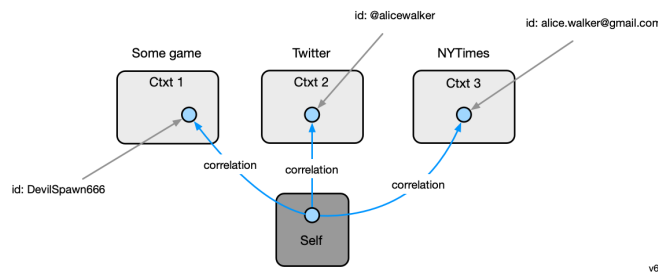 id: @alicewalker
id: alice.walker@gmail.com
Some game
Twitter
NYTimes
Ctxt 1
Ctxt 2
Ctxt 3
correlation
correlation
correlation
id: DevilSpawn666
Self
v6